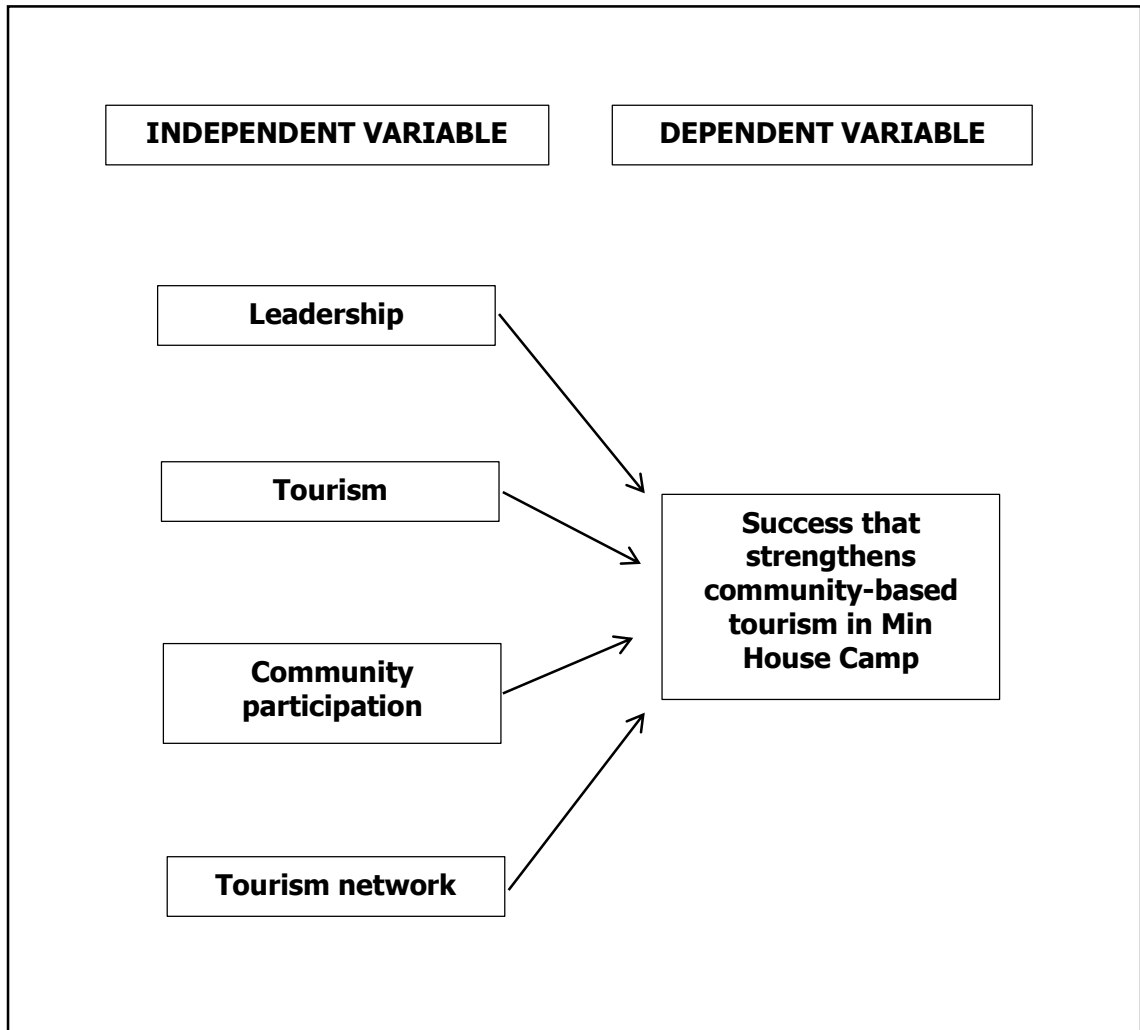 INDEPENDENT VARIABLE
DEPENDENT VARIABLE
Leadership
Tourism
Community
participation
Tourism network
Success that
strengthens
community-based
tourism in Min
House Camp